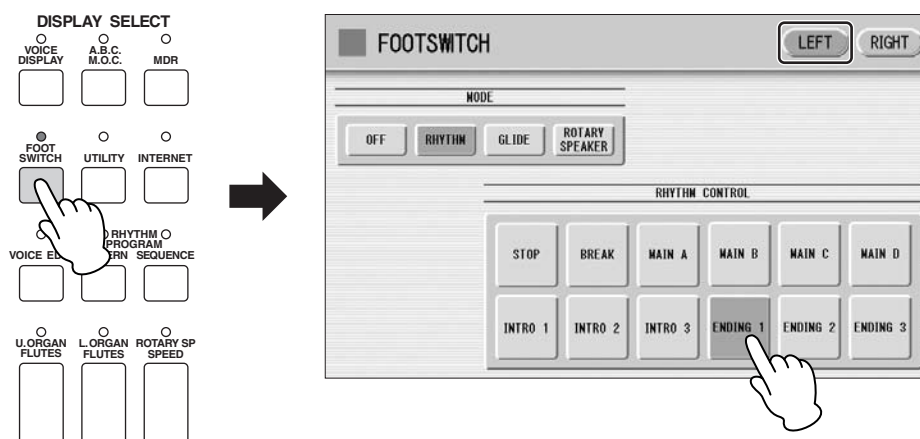 DISPLAY SELECT
VOICE DISPLAY
A.B.C. M.O.C.
MDR
FOOT SWITCH
UTILITY
INTERNET
RHYTHM PROGRAM
VOICE
SEQUENCE
U.ORGAN FLUTES
L.ORGAN FLUTES
ROTARY SP SPEED
FOOTSWITCH
LEFT
RIGHT
MODE
OFF
RHYTHM
GLIDE
ROTARY SPEAKER
RHYTHM CONTROL
STOP
BREAK
MAIN A
MAIN B
MAIN C
MAIN D
INTRO 1
INTRO 2
INTRO 3
ENDING 1
ENDING 2
ENDING 3